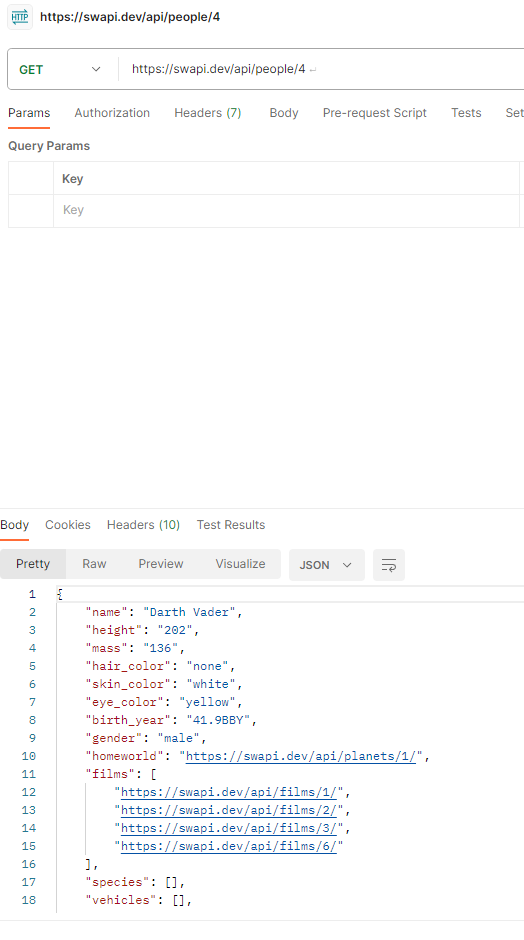 HTTP https://swapi.dev/api/people/4
GET https://swapi.dev/api/people/4
Params Authorization Headers (7) Body Pre-request Script Tests Set
Query Params
Key
Key
Body Cookies Headers (10) Test Results
Pretty Raw Preview Visualize JSON
1 {
2 "name": "Darth Vader",
3 "height": "202",
4 "mass": "136",
5 "hair_color": "none",
6 "skin_color": "white",
7 "eye_color": "yellow",
8 "birth_year": "41.9BBY",
9 "gender": "male",
10 "homeworld": "https://swapi.dev/api/planets/1/",
11 "films": [
12 "https://swapi.dev/api/films/1/",
13 "https://swapi.dev/api/films/2/",
14 "https://swapi.dev/api/films/3/",
15 "https://swapi.dev/api/films/6/"
16 ],
17 "species": [],
18 "vehicles": [],